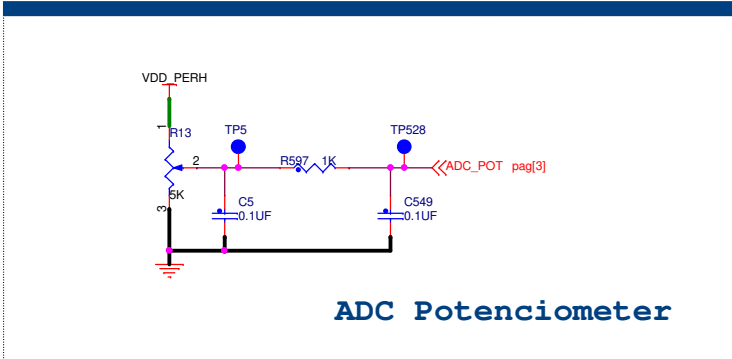 VDD_PERH
1
R13
TP5
TP528
2
R597 1K
ADC_POT pag[3]
5K
3
C5
0.1UF
C549
0.1UF
ADC Potenciometer